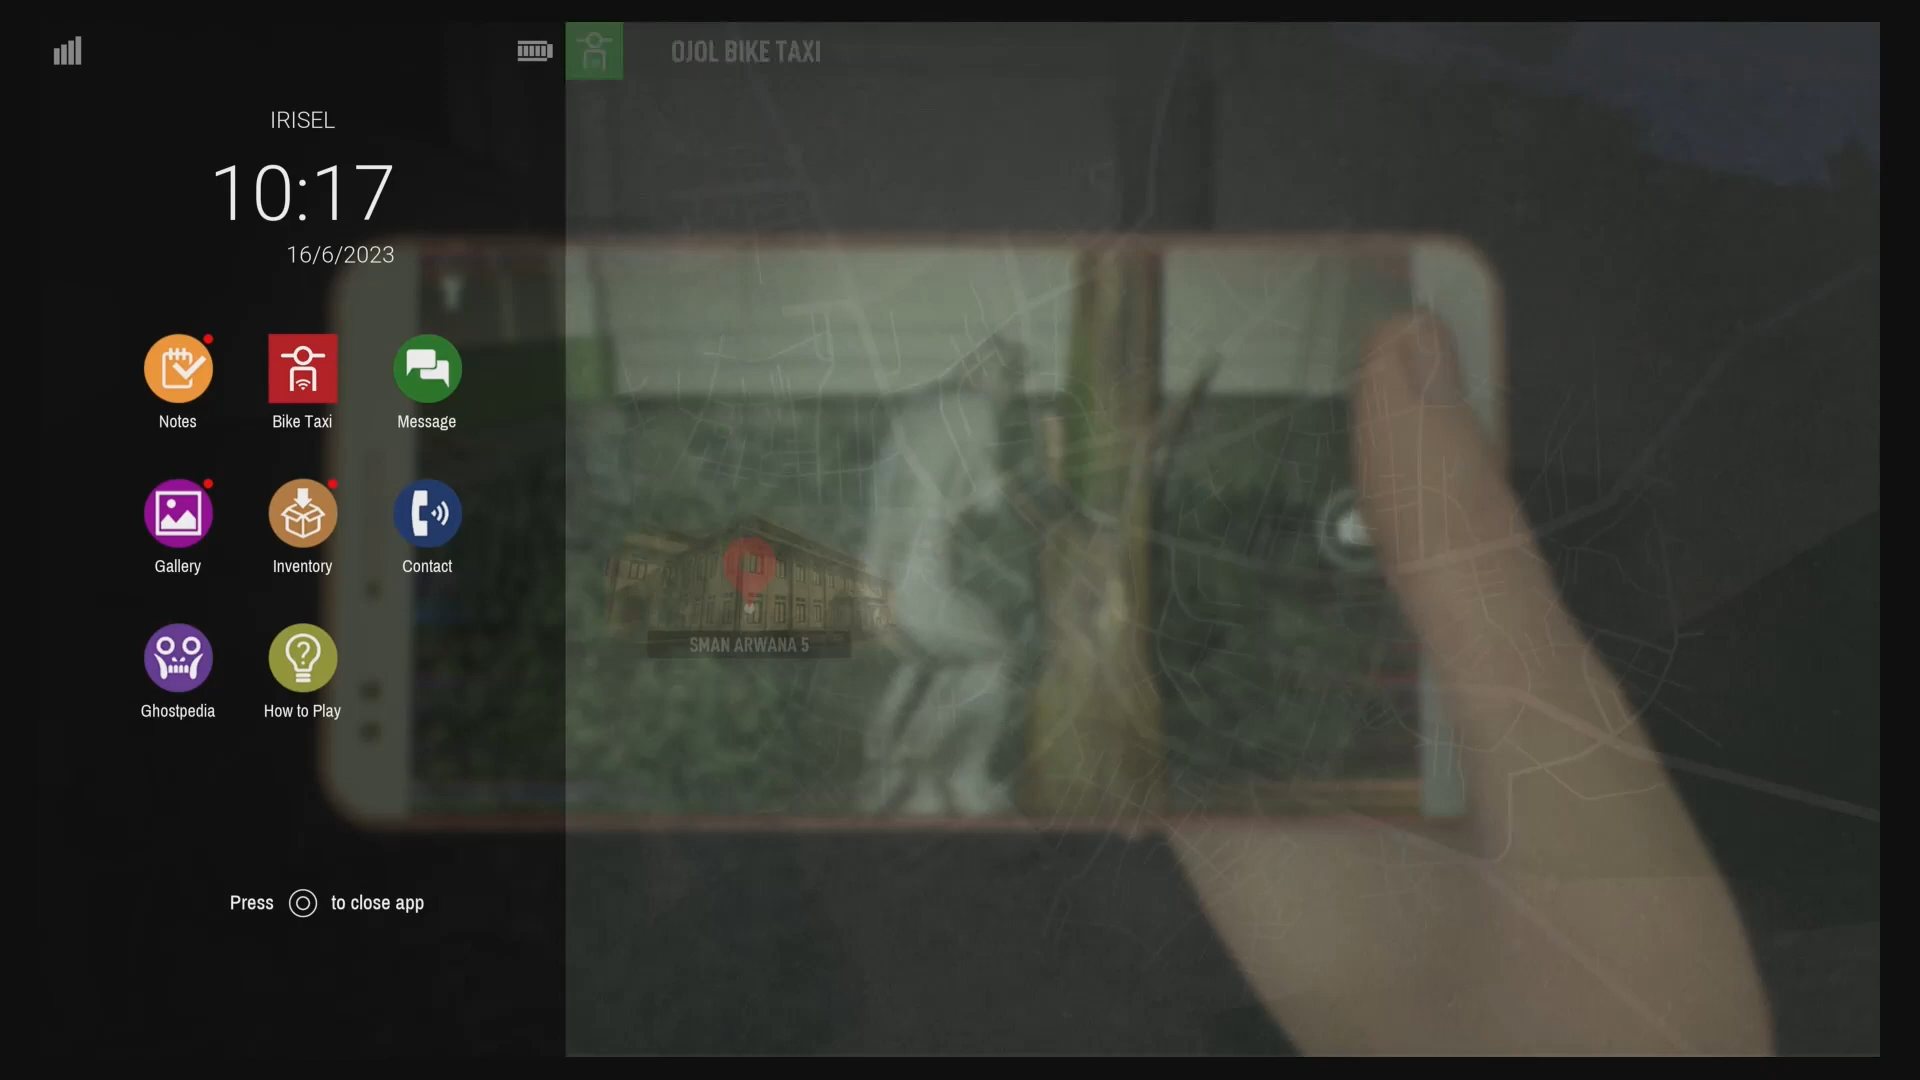 OJOL BIKE TAXI
IRISEL
10:17
16/6/2023
Notes
Bike Taxi
Message
Gallery
Inventory
Contact
SMAN ARWANA 5
Ghostpedia
How to Play
Press to close app